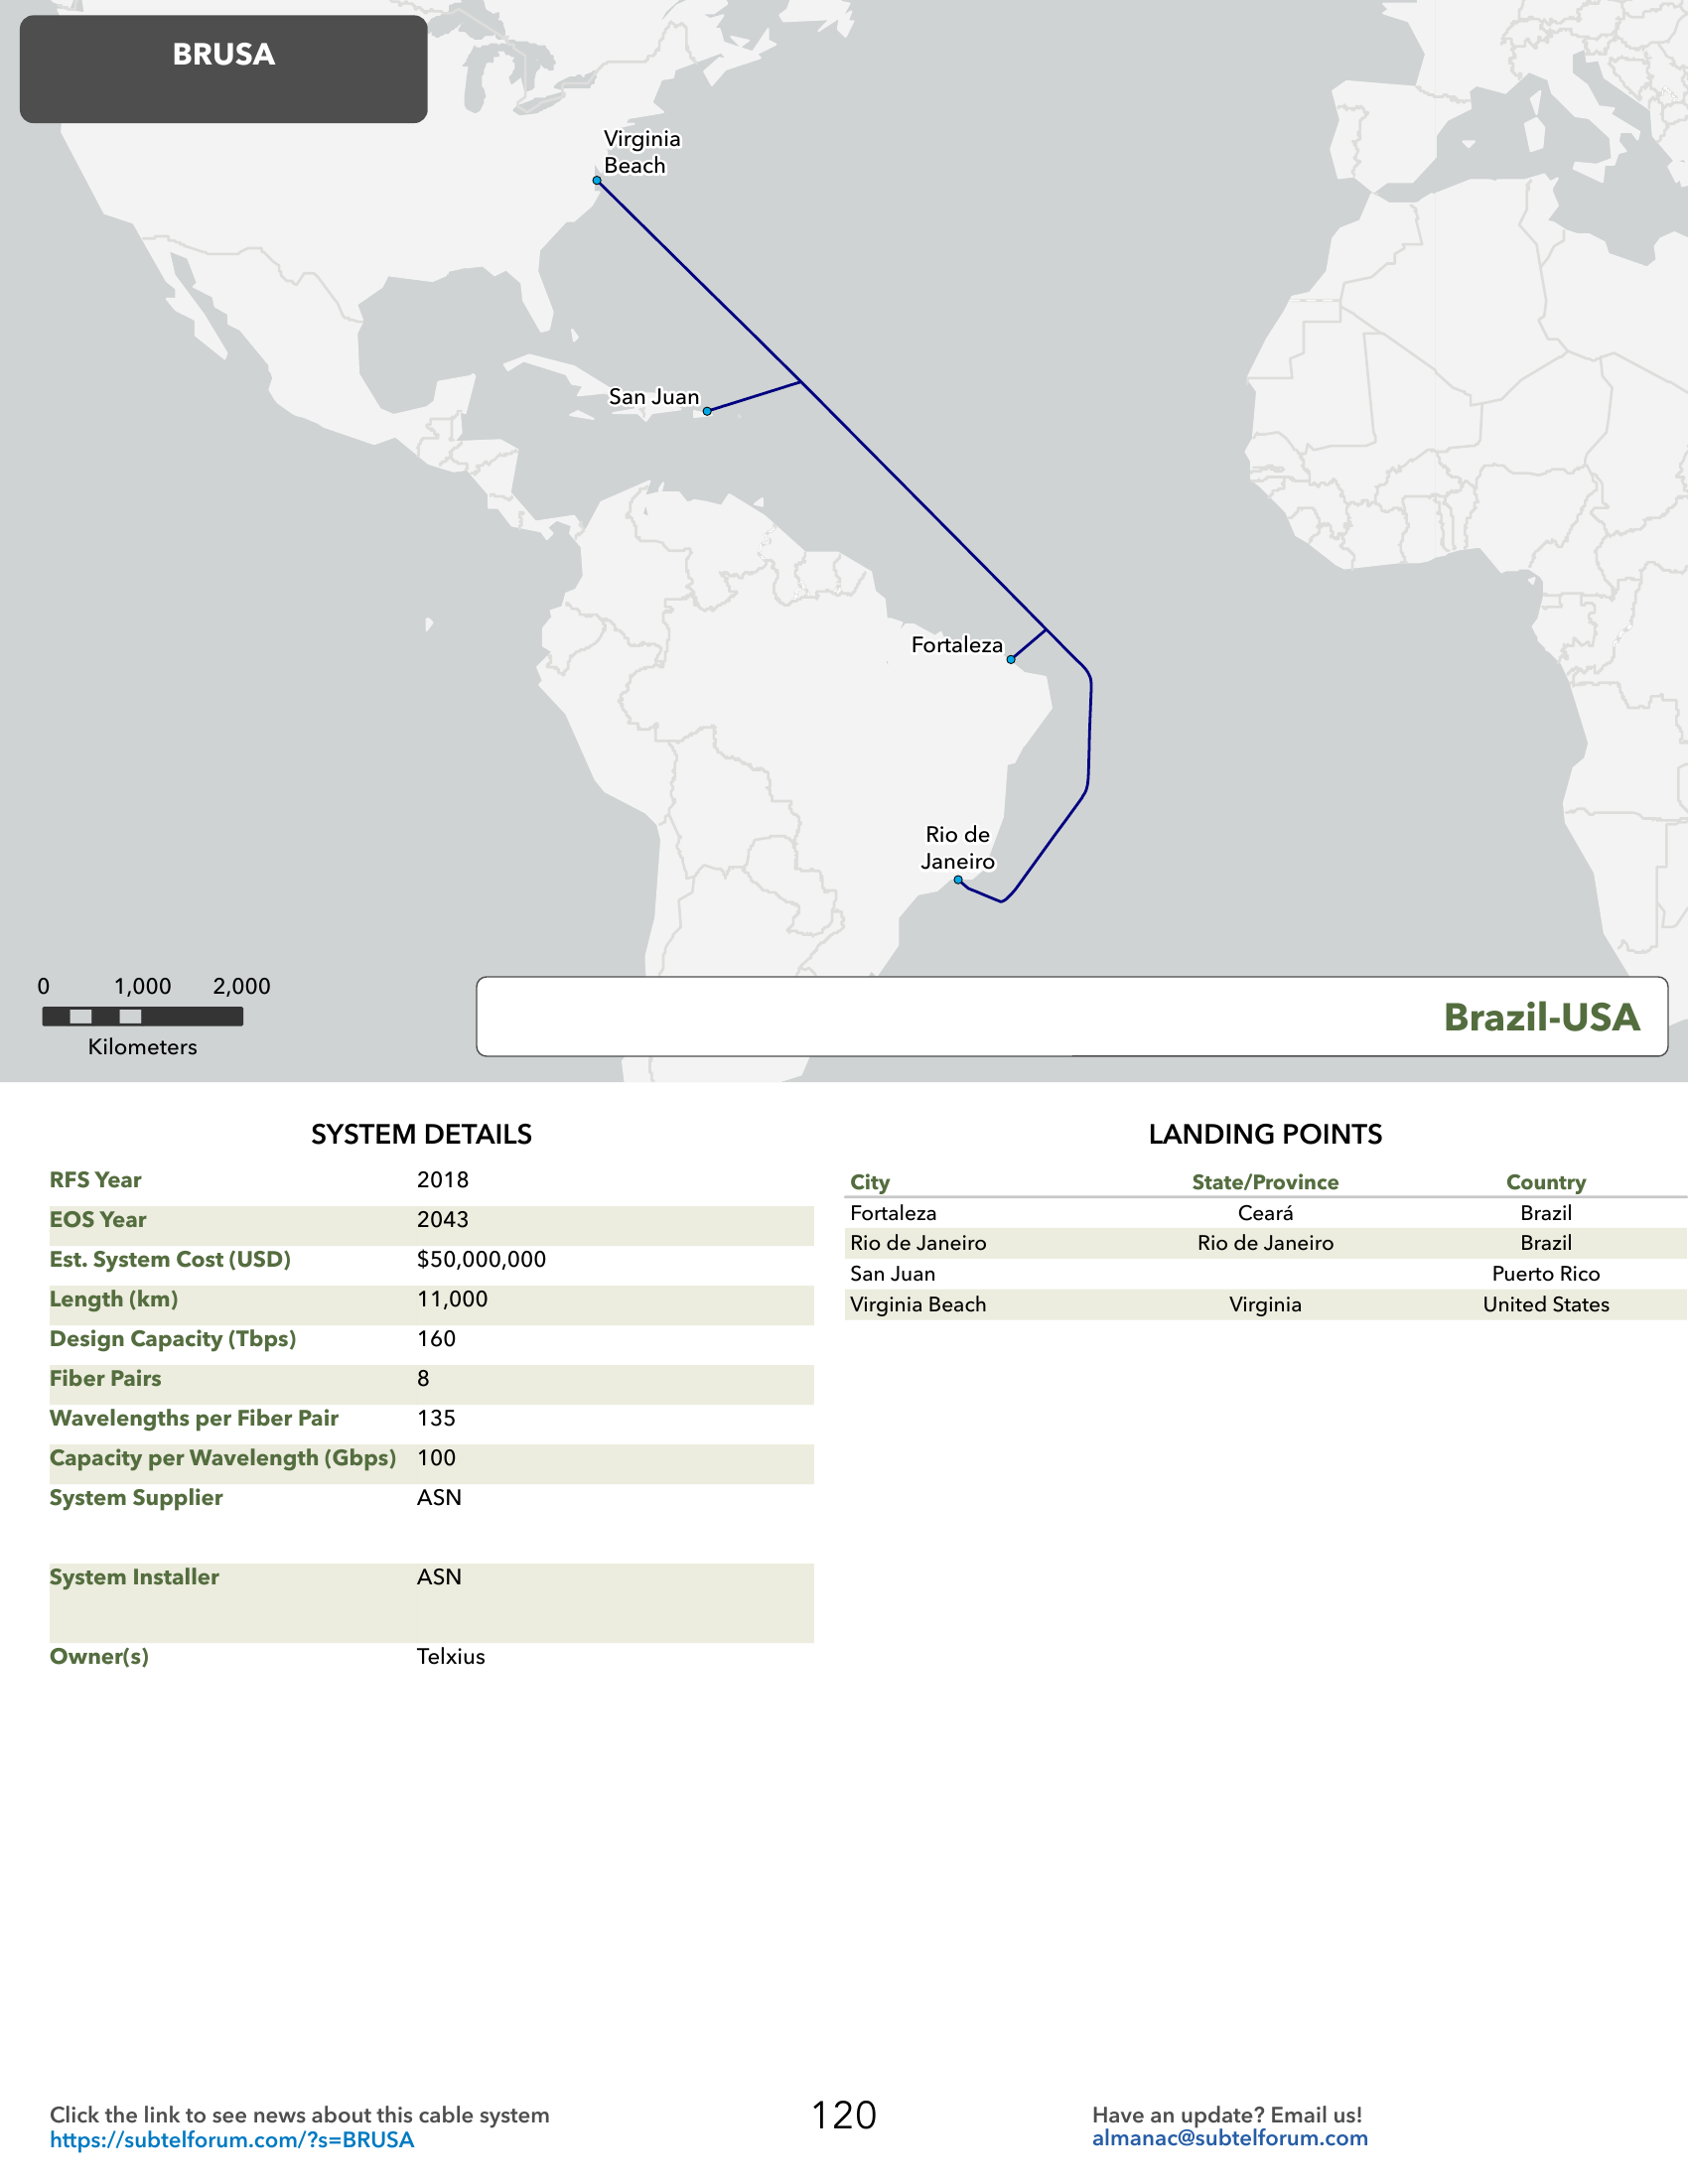 BRUSA
Virginia
Beach
San Juan
Fortaleza
Rio de
Janeiro
0 1,000 2,000
Kilometers
Brazil-USA
SYSTEM DETAILS
RFS Year 2018
EOS Year 2043
Est. System Cost (USD) $50,000,000
Length (km) 11,000
Design Capacity (Tbps) 160
Fiber Pairs 8
Wavelengths per Fiber Pair 135
Capacity per Wavelength (Gbps) 100
System Supplier ASN
System Installer ASN
Owner(s) Telxius
LANDING POINTS
City State/Province Country
Fortaleza Ceará Brazil
Rio de Janeiro Rio de Janeiro Brazil
San Juan Puerto Rico
Virginia Beach Virginia United States
Click the link to see news about this cable system
https://subtelforum.com/?s=BRUSA
120
Have an update? Email us!
almanac@subtelforum.com